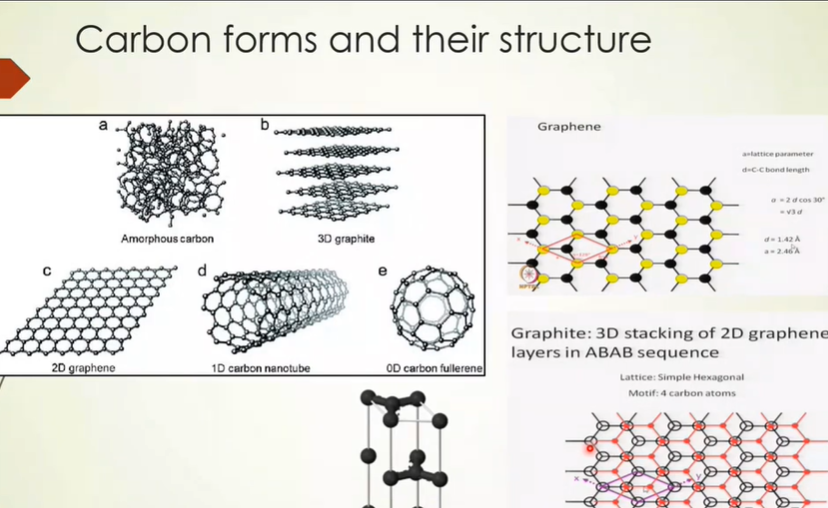 Carbon forms and their structure
a
b
Amorphous carbon
3D graphite
c
d
e
2D graphene
1D carbon nanotube
0D carbon fullerene
Graphene
a=lattice parameter
d=C-C bond length
a = 2 d cos 30°
= √3 d
d = 1.42 Å
a = 2.46 Å
x
y
NPTEL
Graphite: 3D stacking of 2D graphene
layers in ABAB sequence
Lattice: Simple Hexagonal
Motif: 4 carbon atoms
x
y